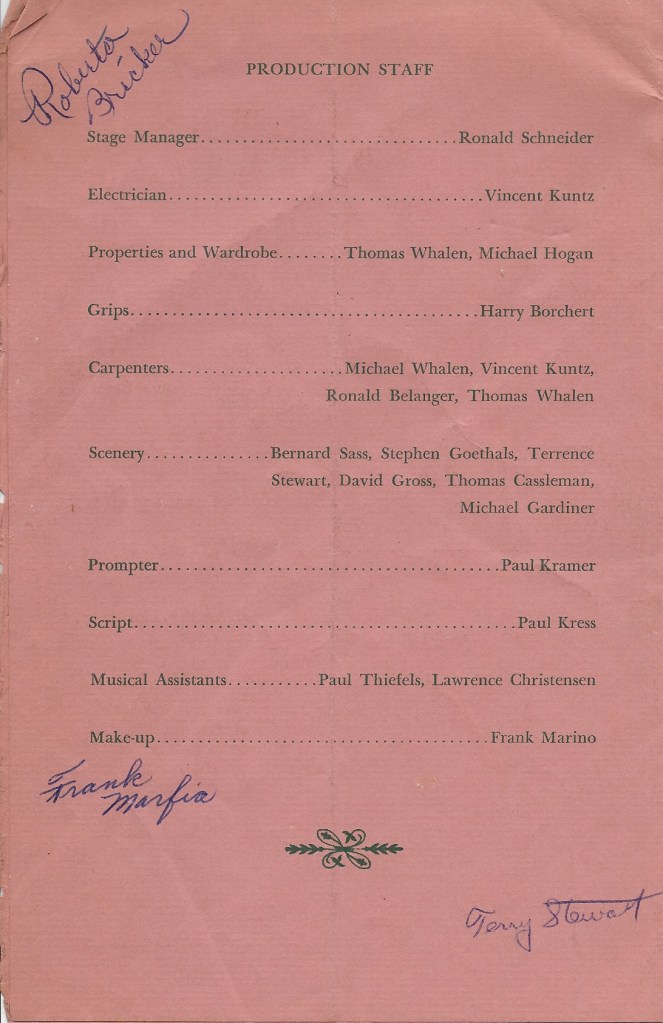 Roberta
Bricker
PRODUCTION STAFF
Stage Manager............................Ronald Schneider
Electrician..................................Vincent Kuntz
Properties and Wardrobe.......Thomas Whalen, Michael Hogan
Grips......................................Harry Borchert
Carpenters...................Michael Whalen, Vincent Kuntz,
Ronald Belanger, Thomas Whalen
Scenery..............Bernard Sass, Stephen Goethals, Terrence
Stewart, David Gross, Thomas Cassleman,
Michael Gardiner
Prompter.....................................Paul Kramer
Script..........................................Paul Kress
Musical Assistants..........Paul Thiefels, Lawrence Christensen
Make-up....................................Frank Marino
Frank
Marfia
Terry Stewart